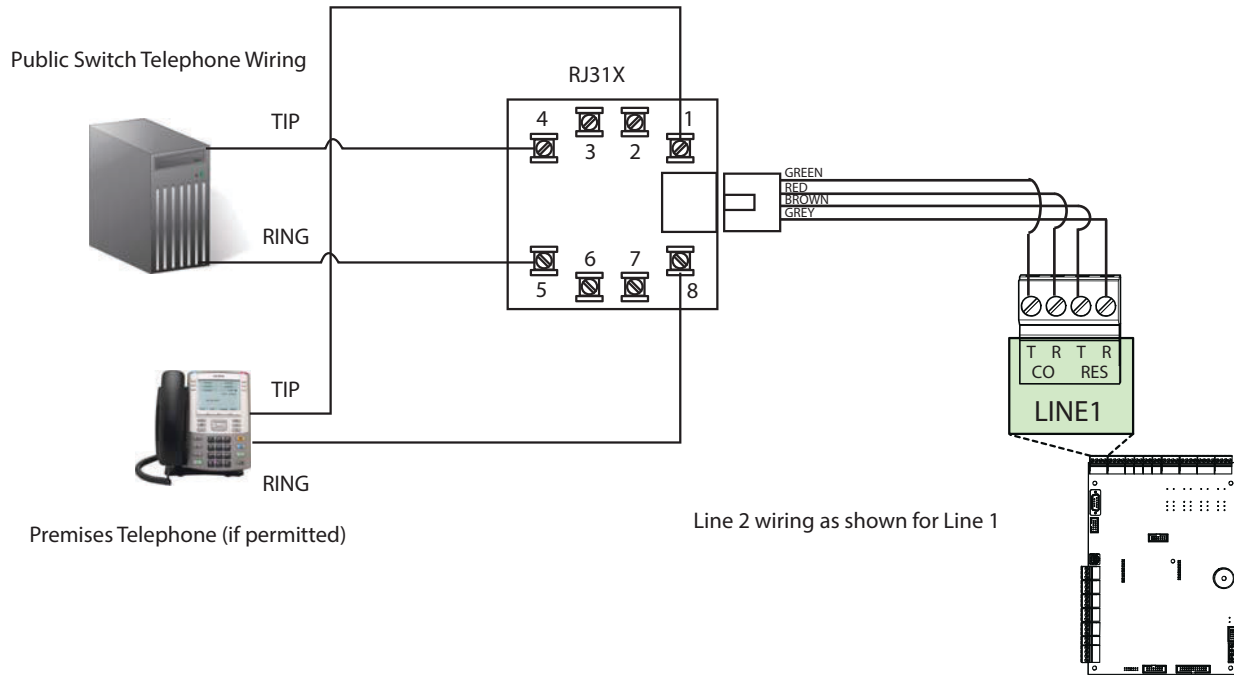 Public Switch Telephone Wiring
RJ31X
TIP
4
3
2
1
GREEN
RED
BROWN
GREY
RING
5
6
7
8
T R T R
CO RES
LINE1
TIP
RING
Premises Telephone (if permitted)
Line 2 wiring as shown for Line 1